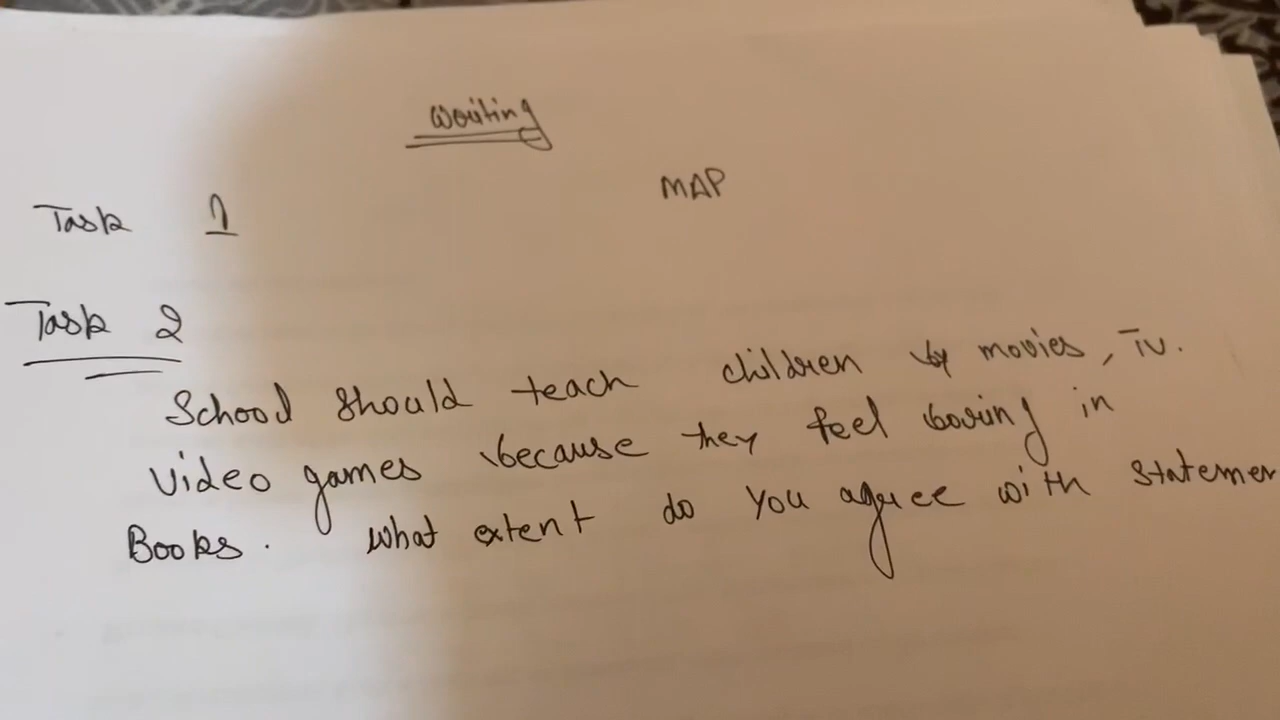 Writing
MAP
Task 1
Task 2
School should teach children by movies, TV.
video games because they feel boring in
Books. what extent do you agree with statemen